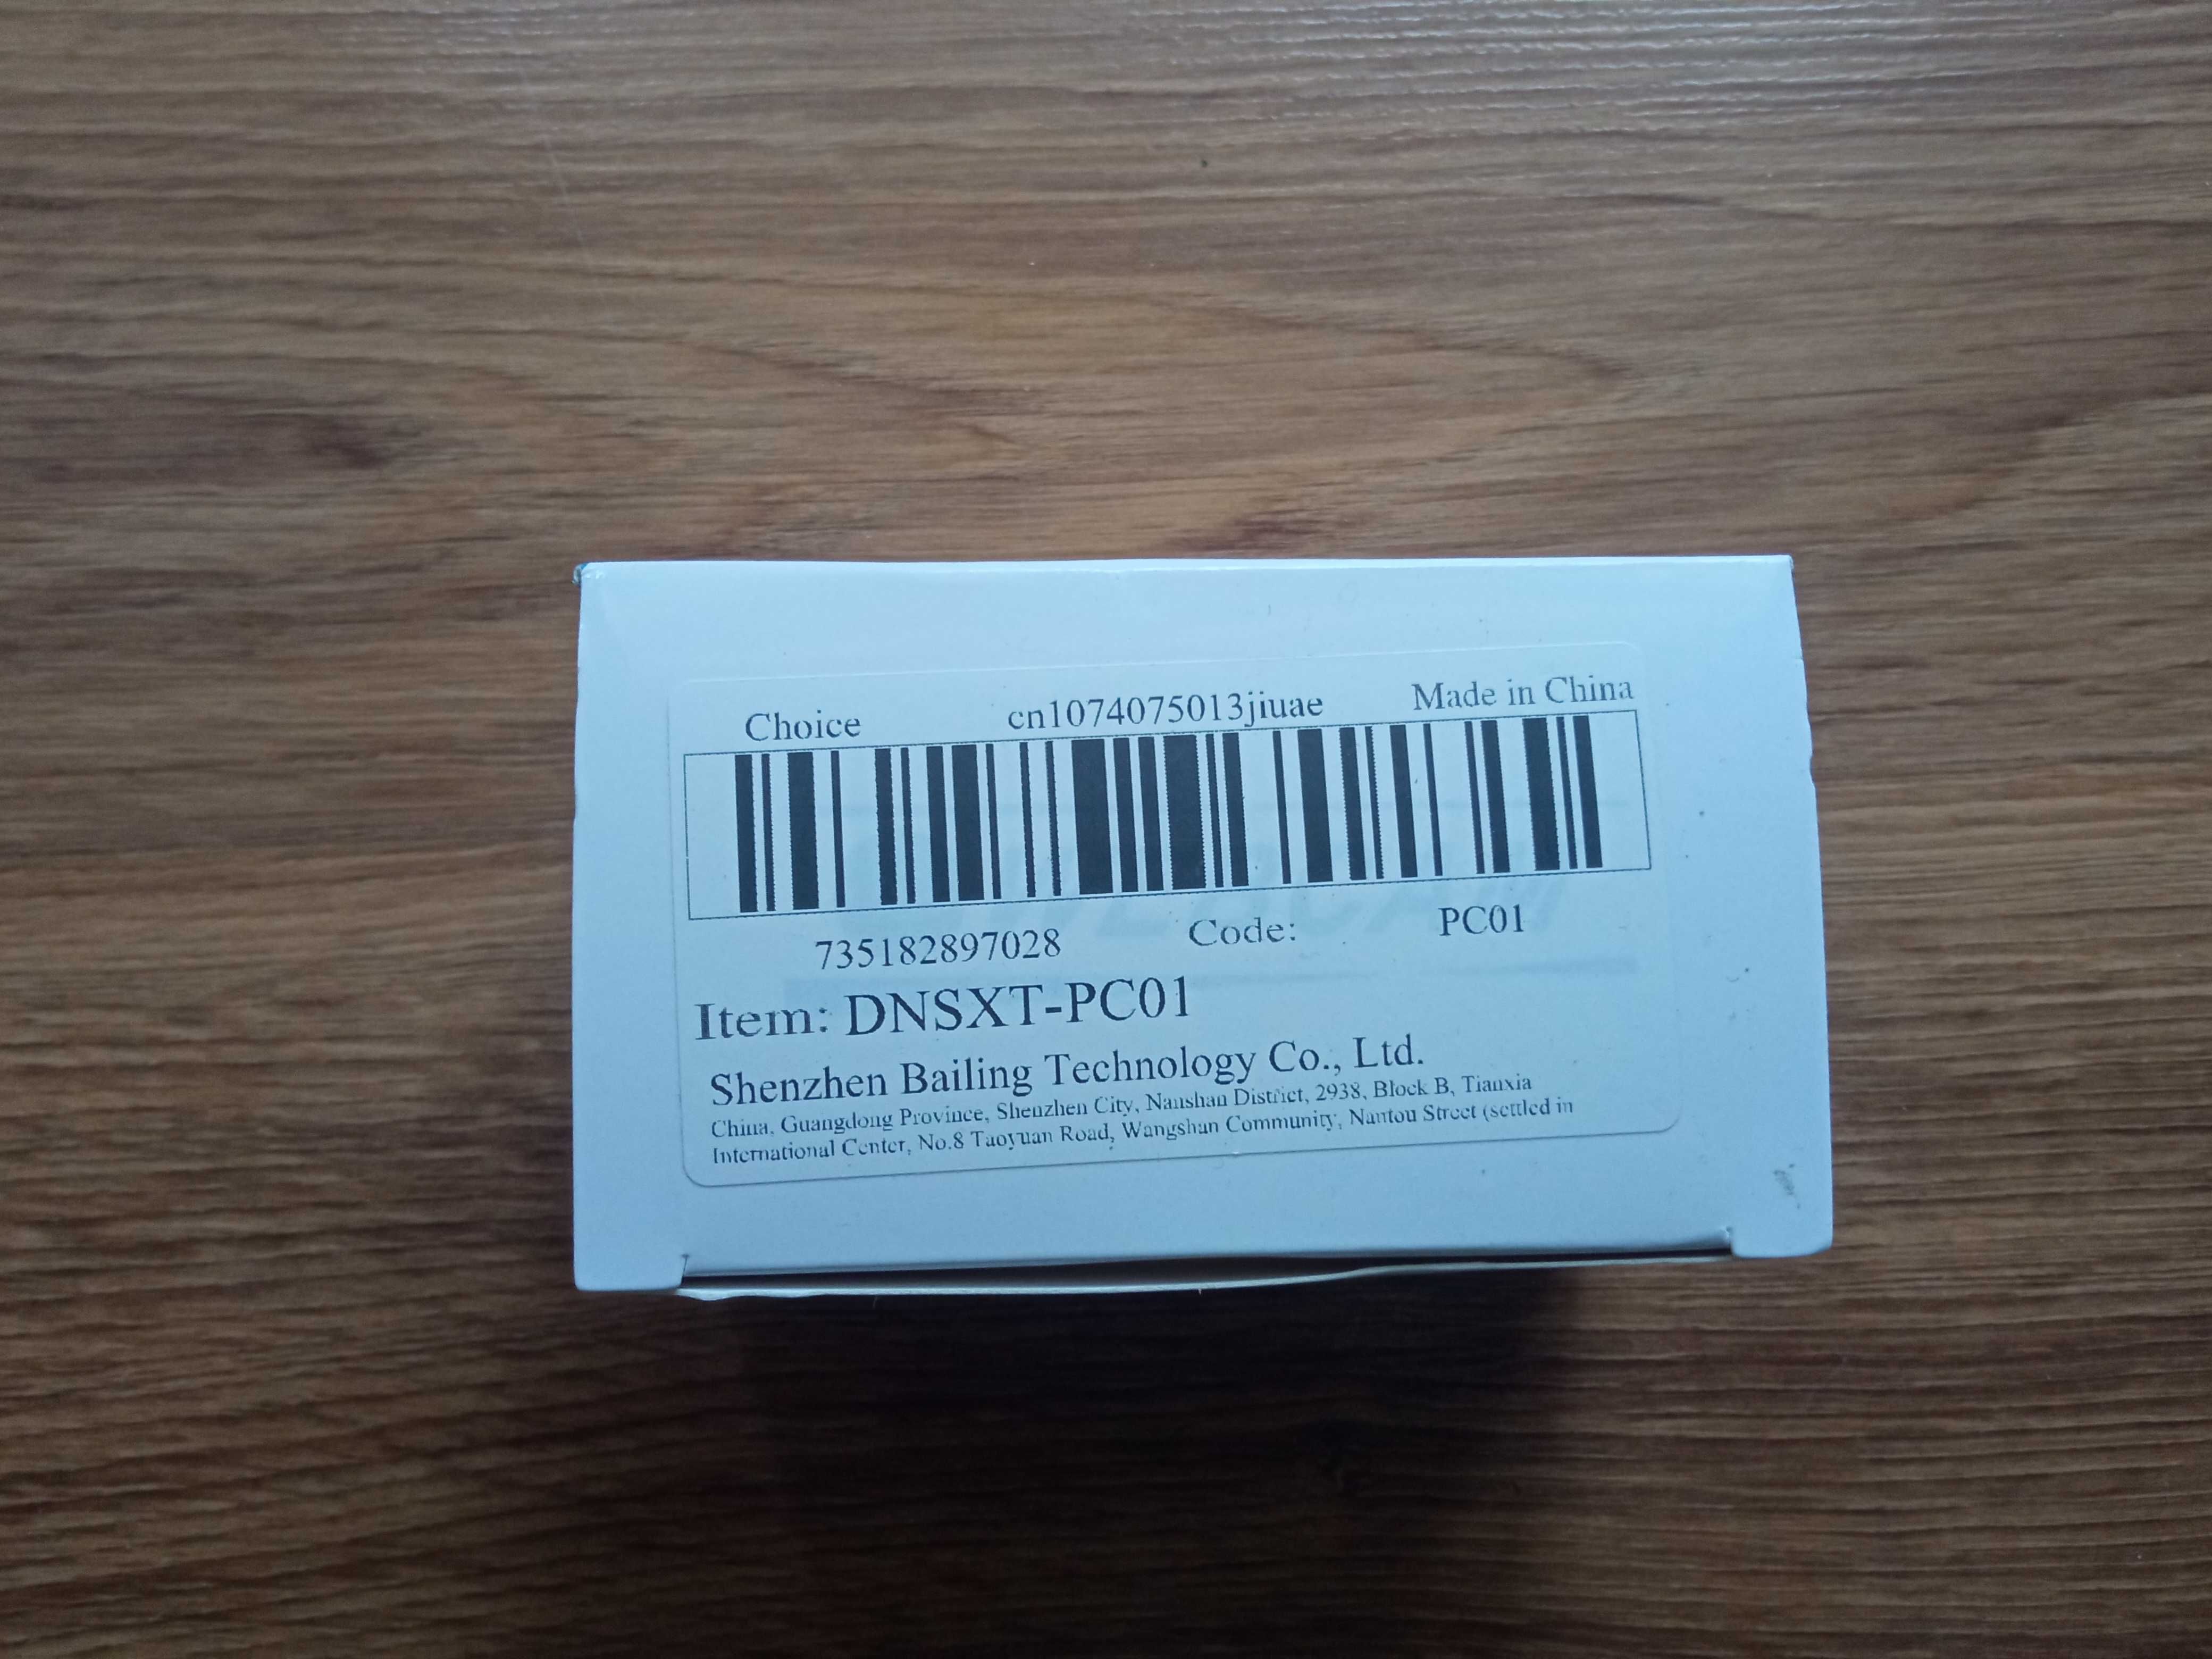 Choice cn1074075013jiuae Made in China
735182897028 Code: PC01
Item: DNSXT-PC01
Shenzhen Bailing Technology Co., Ltd.
China, Guangdong Province, Shenzhen City, Nanshan District, 2938, Block B, Tianxia
International Center, No.8 Taoyuan Road, Wangshan Community, Nantou Street (settled in
WEBCAM